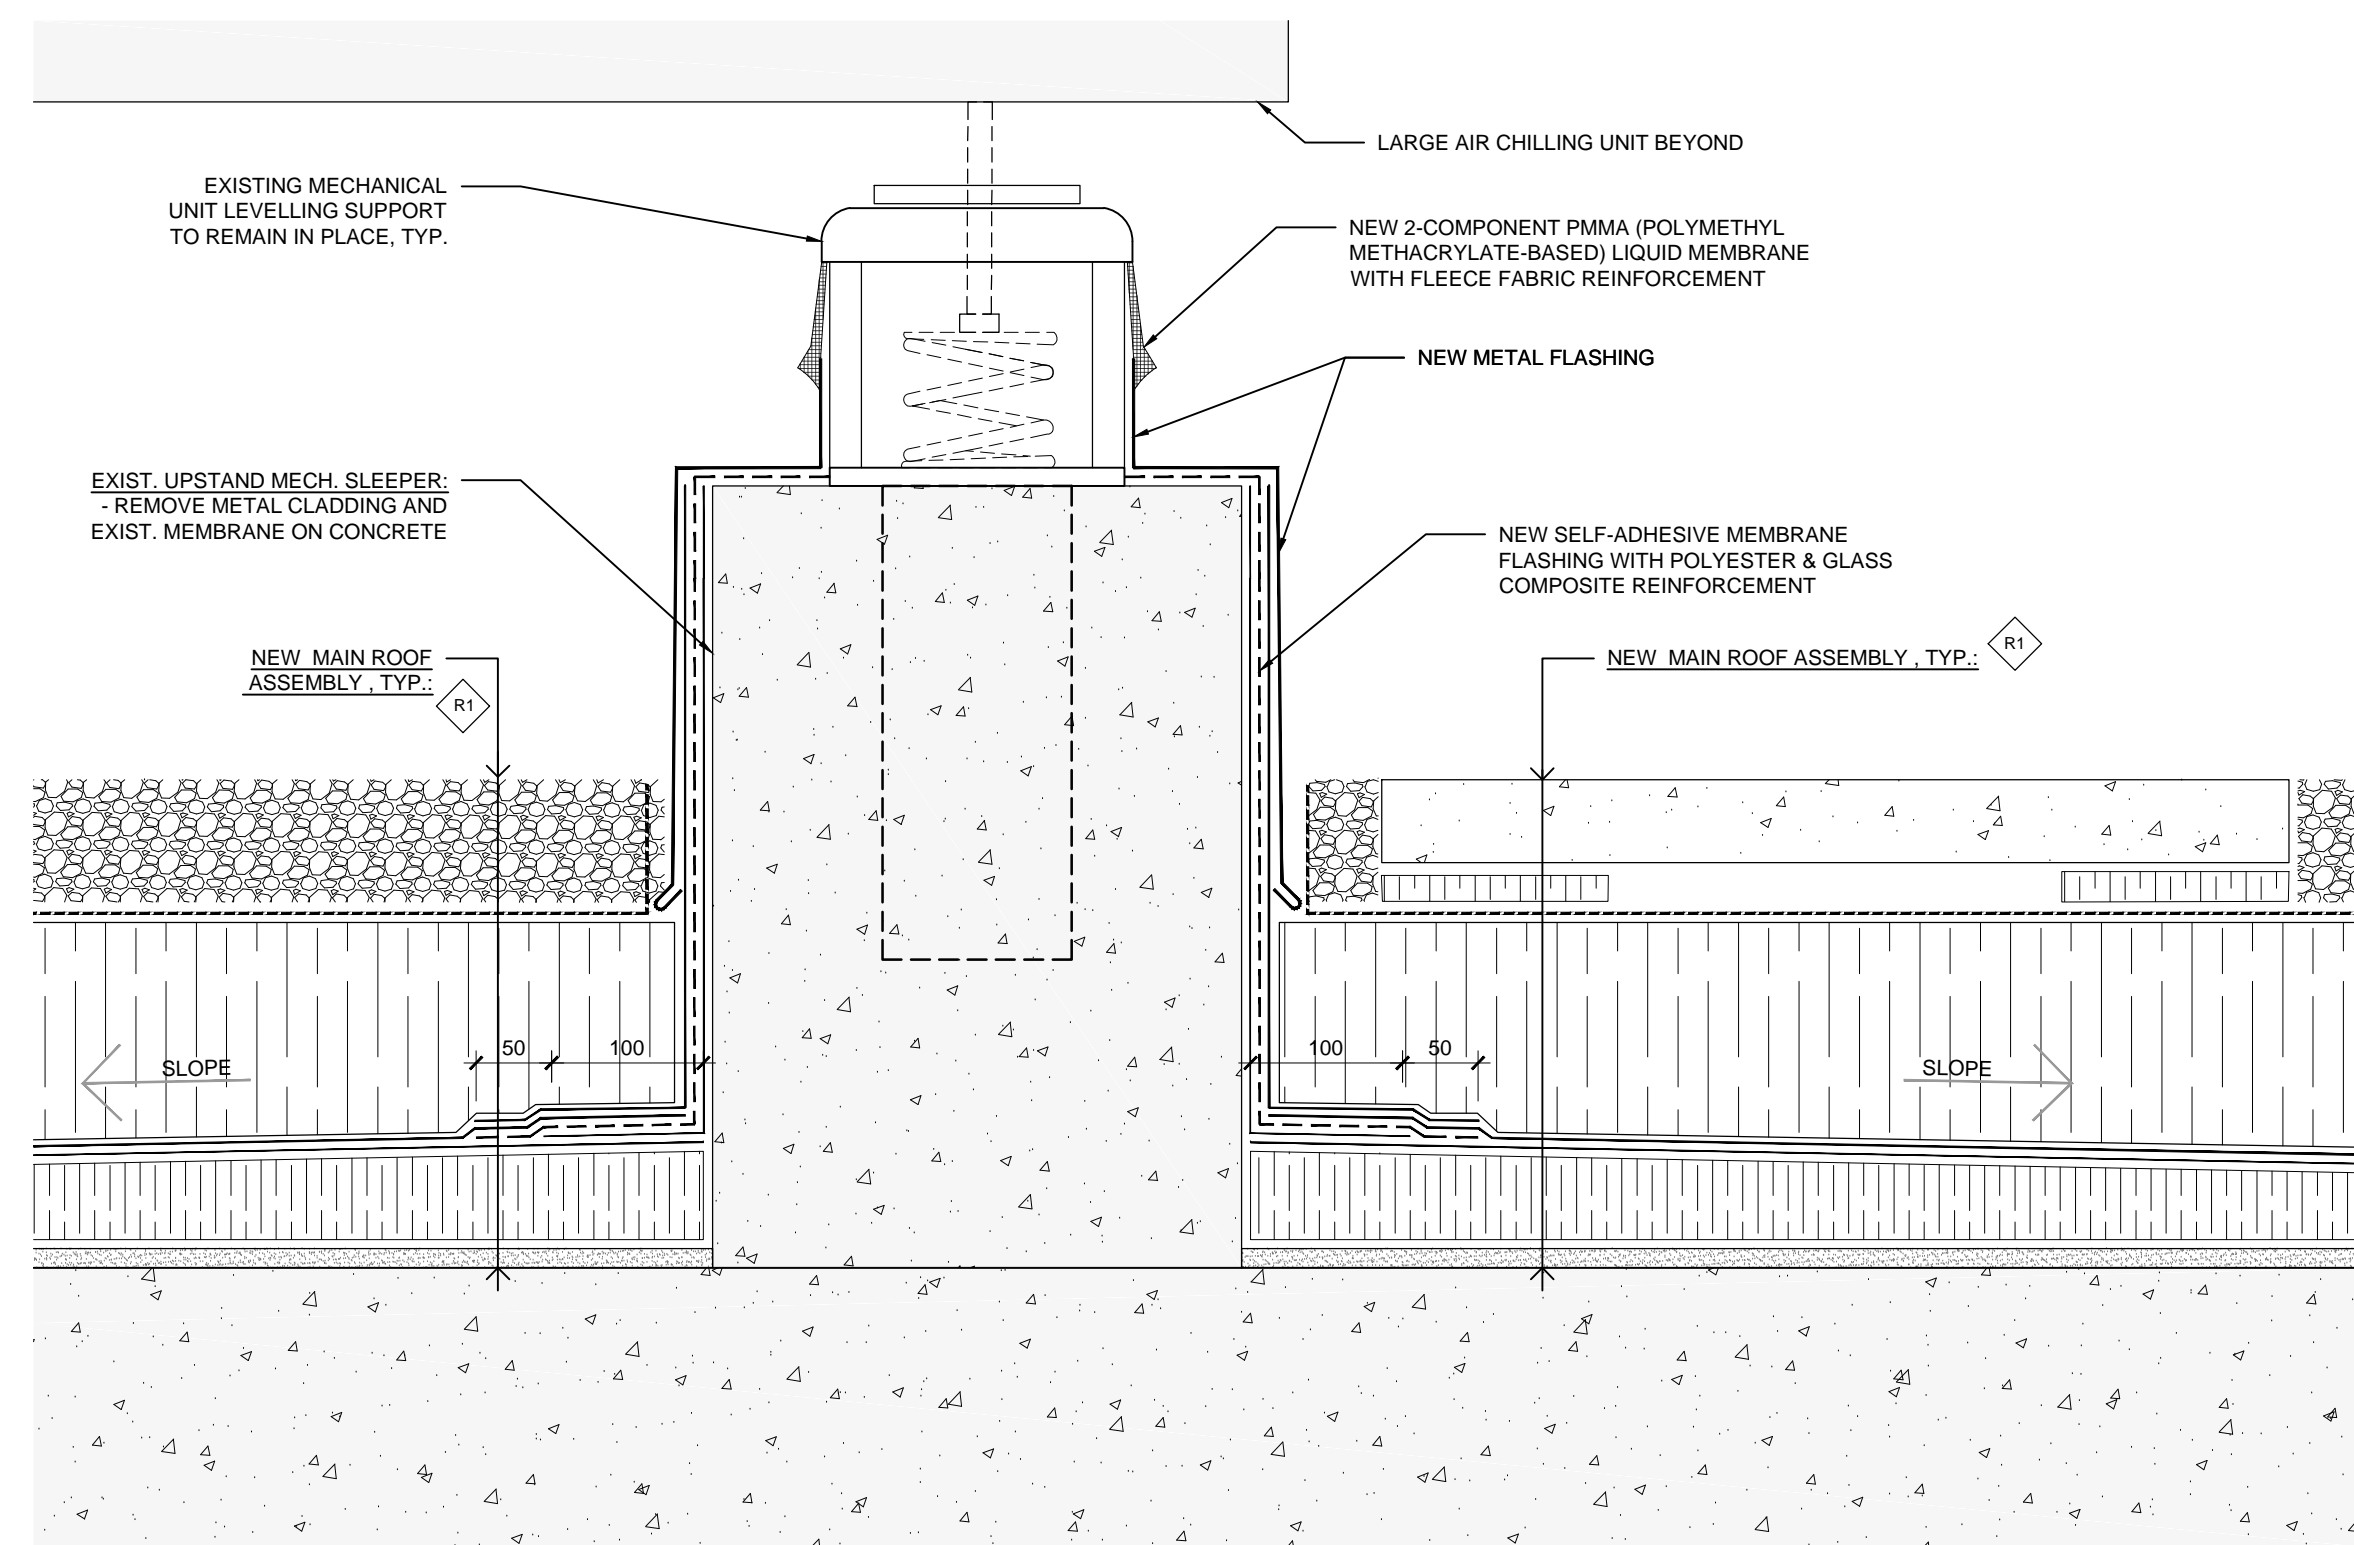 LARGE AIR CHILLING UNIT BEYOND
EXISTING MECHANICAL
UNIT LEVELLING SUPPORT
TO REMAIN IN PLACE, TYP.
NEW 2-COMPONENT PMMA (POLYMETHYL
METHACRYLATE-BASED) LIQUID MEMBRANE
WITH FLEECE FABRIC REINFORCEMENT
NEW METAL FLASHING
EXIST. UPSTAND MECH. SLEEPER:
- REMOVE METAL CLADDING AND
EXIST. MEMBRANE ON CONCRETE
NEW SELF-ADHESIVE MEMBRANE
FLASHING WITH POLYESTER & GLASS
COMPOSITE REINFORCEMENT
NEW MAIN ROOF
ASSEMBLY , TYP.:
R1
NEW MAIN ROOF ASSEMBLY , TYP.:
R1
50
100
100
50
SLOPE
SLOPE